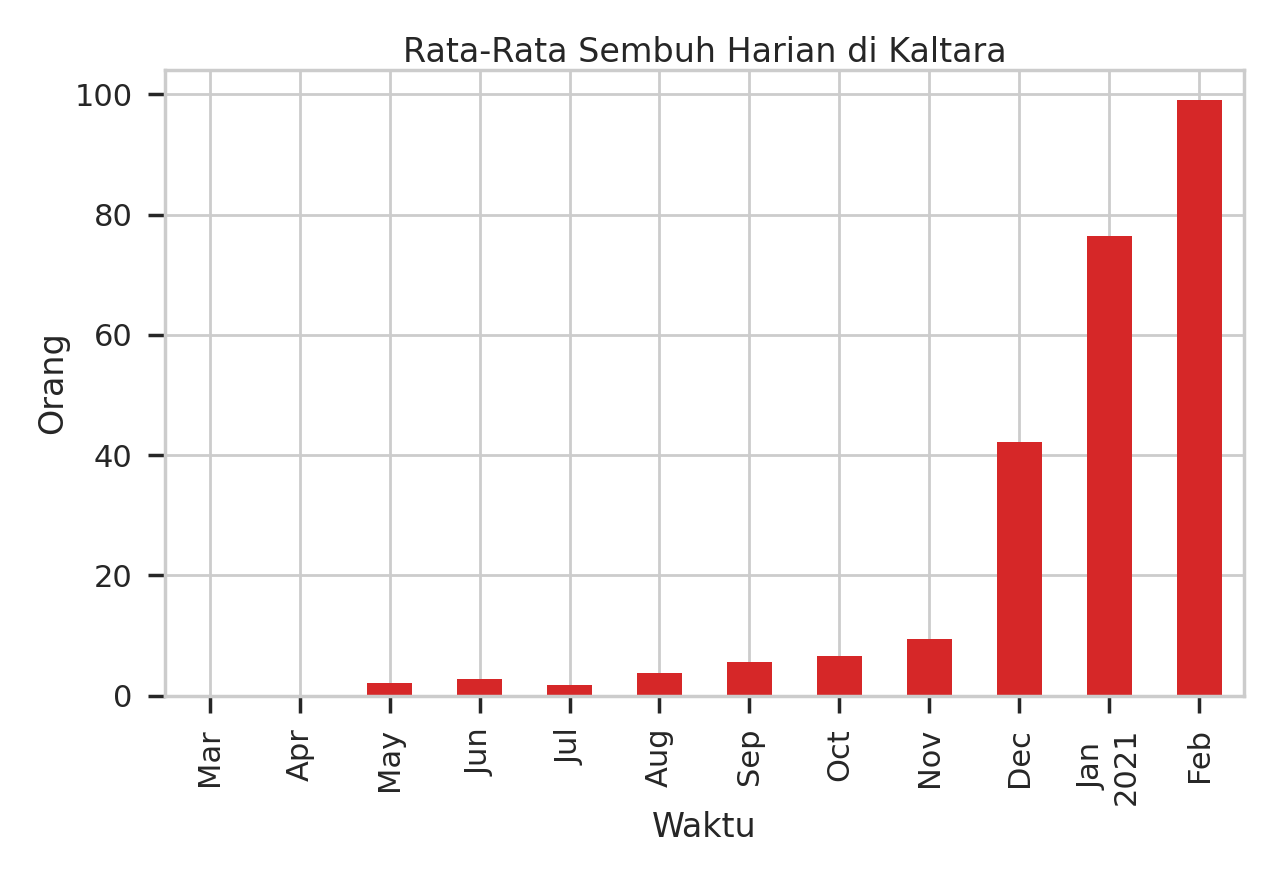 Rata-Rata Sembuh Harian di Kaltara
100
80
60
40
20
0
Orang
Mar
Apr
May
Jun
Jul
Aug
Sep
Oct
Nov
Dec
Jan
2021
Feb
Waktu